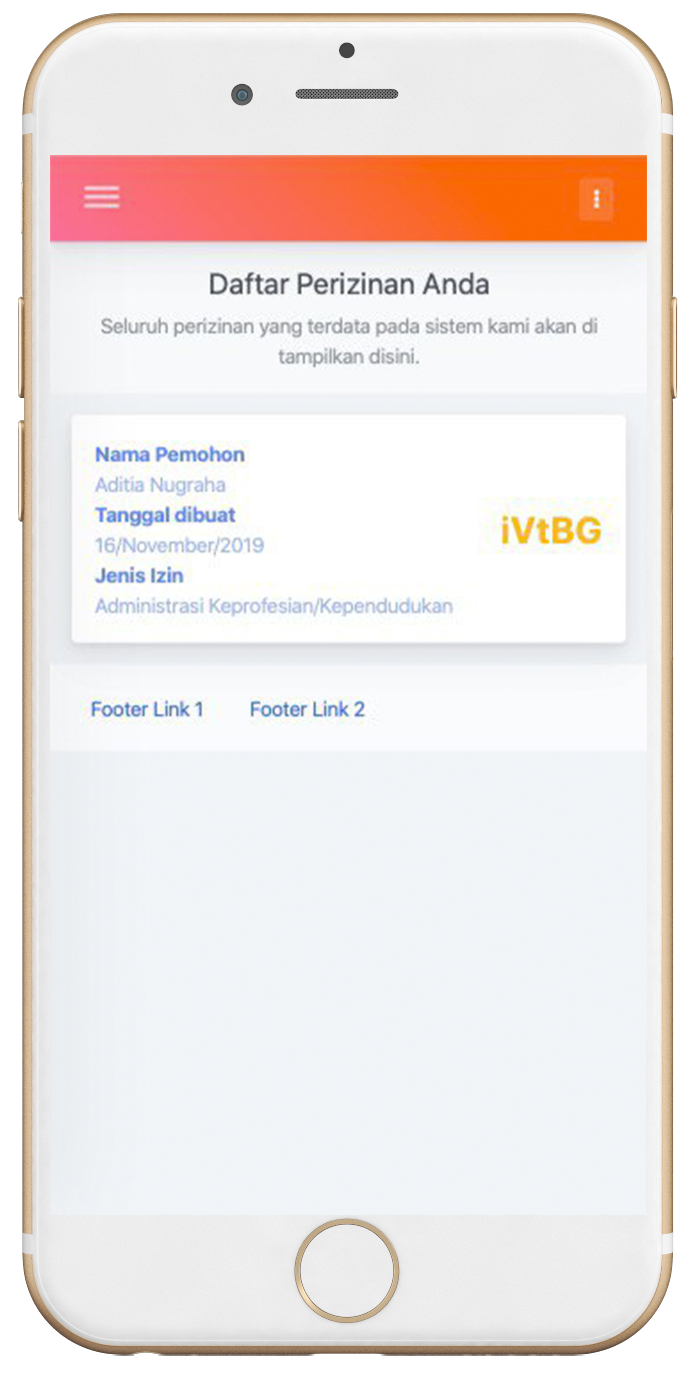 Daftar Perizinan Anda
Seluruh perizinan yang terdata pada sistem kami akan di
tampilkan disini.
Nama Pemohon
Aditia Nugraha
Tanggal dibuat
16/November/2019
Jenis Izin
Administrasi Keprofesian/Kependudukan
iVtBG
Footer Link 1 Footer Link 2